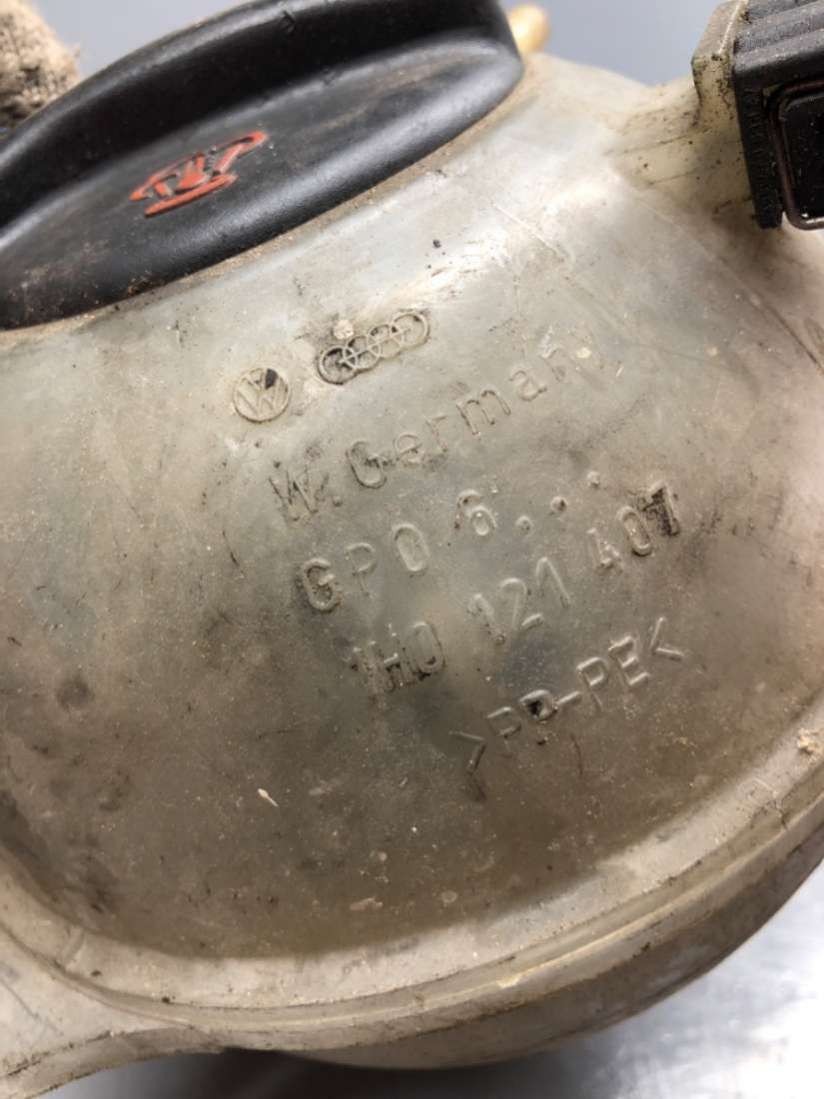 W. Germany
GPO 6....
1H0 121 407
>PP-PE<